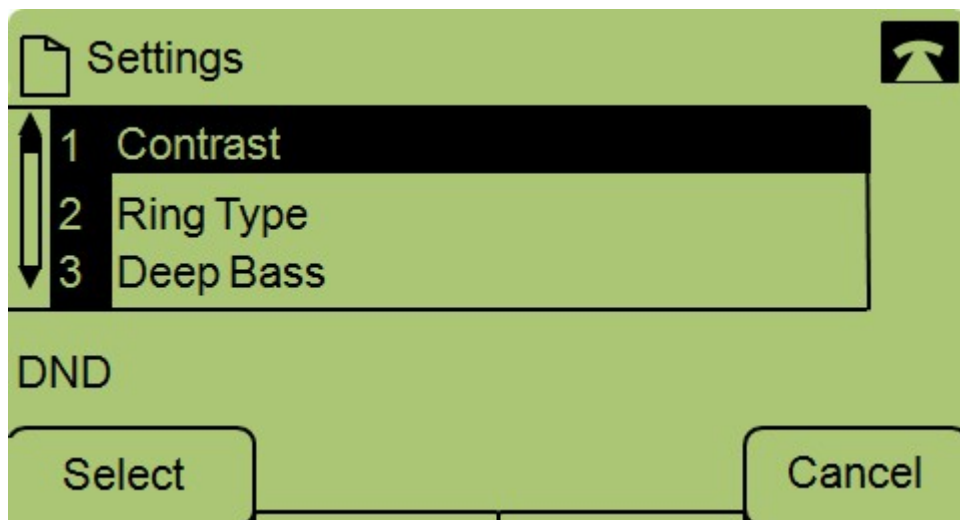 Settings
1 Contrast
2 Ring Type
3 Deep Bass
DND
Select Cancel